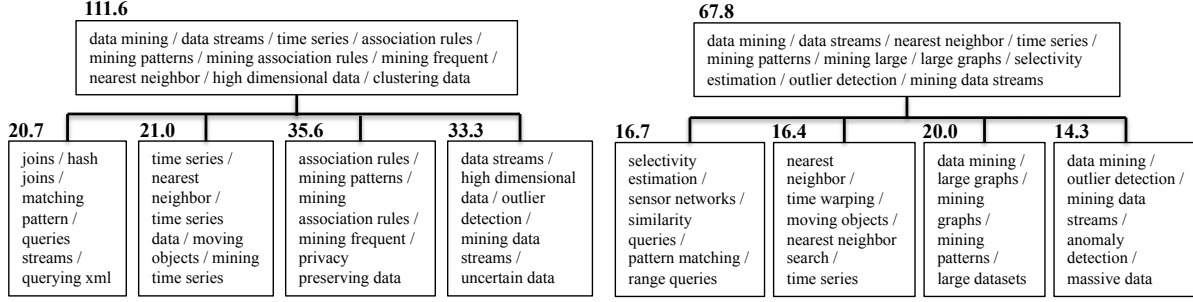 111.6
data mining / data streams / time series / association rules /
mining patterns / mining association rules / mining frequent /
nearest neighbor / high dimensional data / clustering data
20.7
joins / hash
joins /
matching
pattern /
queries
streams /
querying xml
21.0
time series /
nearest
neighbor /
time series
data / moving
objects / mining
time series
35.6
association rules /
mining patterns /
mining
association rules /
mining frequent /
privacy
preserving data
33.3
data streams /
high dimensional
data / outlier
detection /
mining data
streams /
uncertain data
67.8
data mining / data streams / nearest neighbor / time series /
mining patterns / mining large / large graphs / selectivity
estimation / outlier detection / mining data streams
16.7
selectivity
estimation /
sensor networks /
similarity
queries /
pattern matching /
range queries
16.4
nearest
neighbor /
time warping /
moving objects /
nearest neighbor
search /
time series
20.0
data mining /
large graphs /
mining
graphs /
mining
patterns /
large datasets
14.3
data mining /
outlier detection /
mining data
streams /
anomaly
detection /
massive data